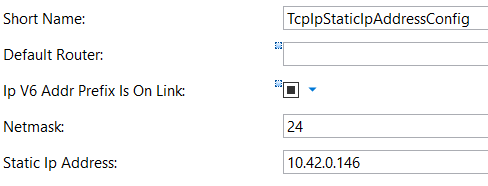 Short Name: TcpIpStaticIpAddressConfig
Default Router:
Ip V6 Addr Prefix Is On Link:
Netmask: 24
Static Ip Address: 10.42.0.146